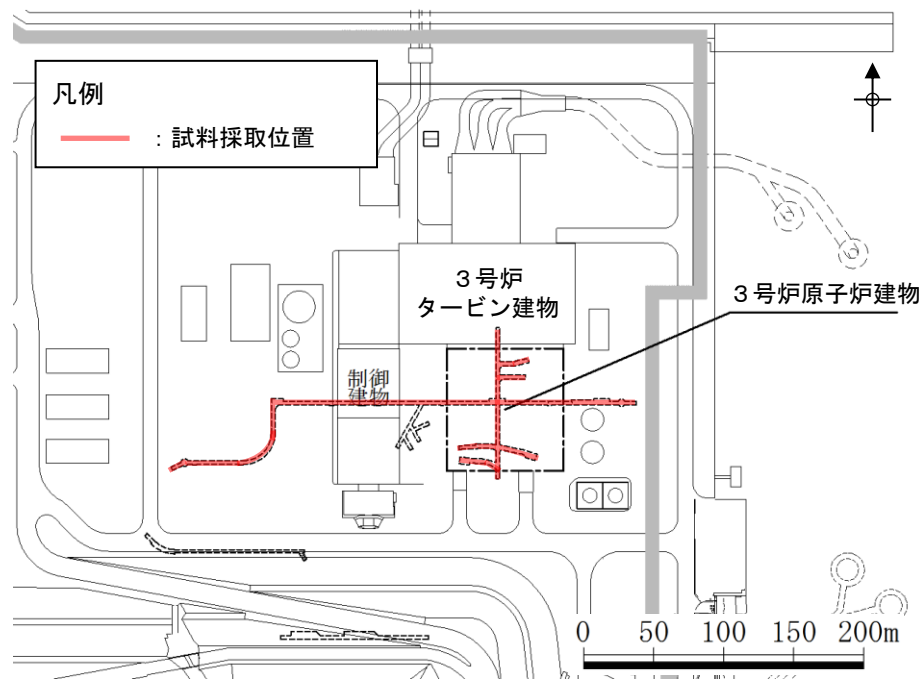 凡例
：試料採取位置
３号炉
タービン建物
３号炉原子炉建物
制御
建物
0 50 100 150 200m